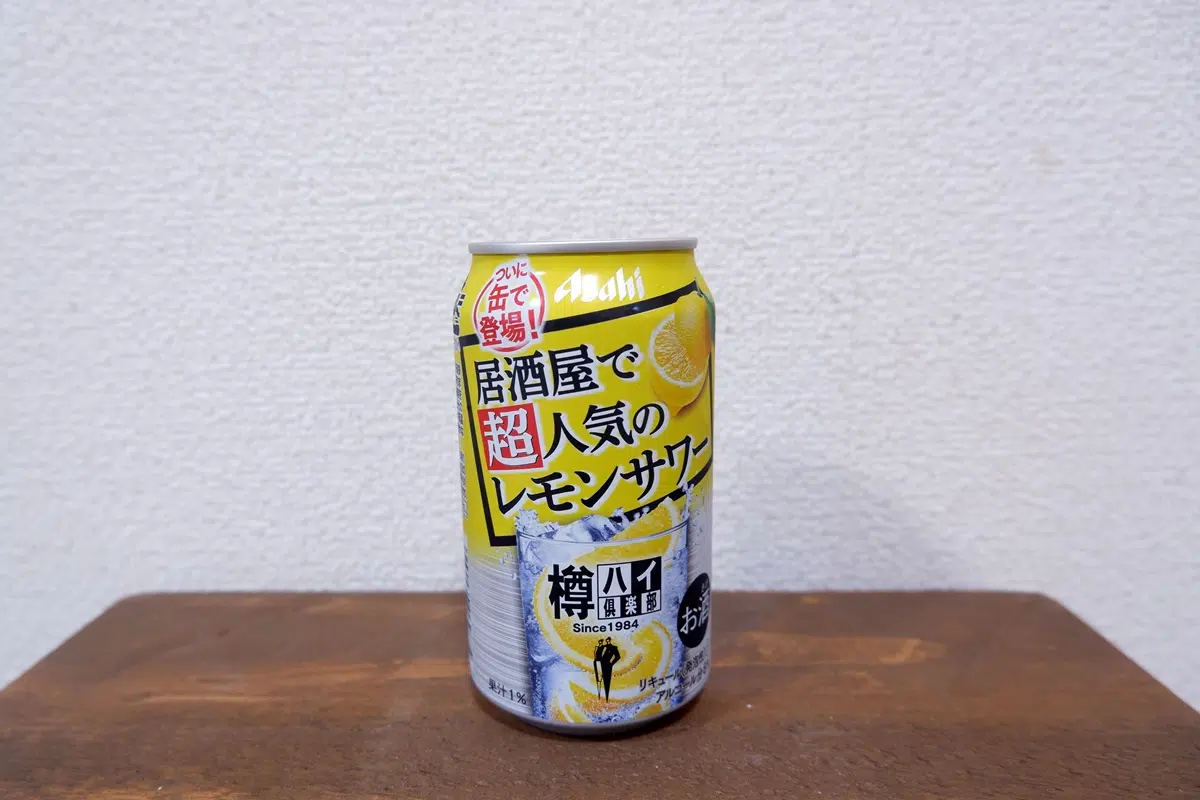 ついに
缶で
登場!
Asahi
居酒屋で
超人気の
レモンサワー
樽ハイ
倶楽部
Since1984
お酒
果汁1%
リキュール
アルコール